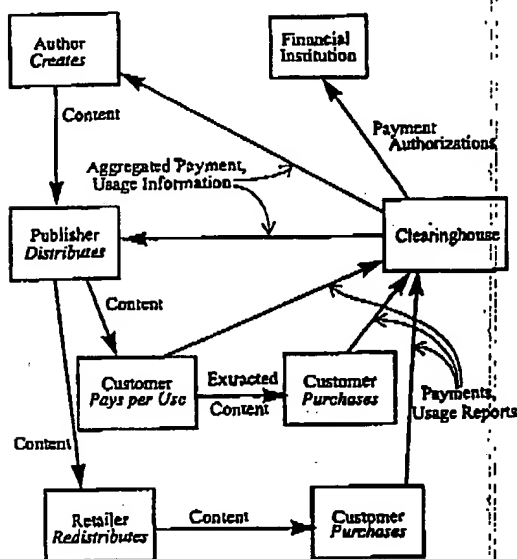 Author
Creates
Financial
Institution
Content
Payment
Authorizations
Aggregated Payment,
Usage Information
Publisher
Distributes
Clearinghouse
Content
Customer
Pays per Use
Extracted
Content
Customer
Purchases
Payments,
Usage Reports
Content
Retailer
Redistributes
Content
Customer
Purchases